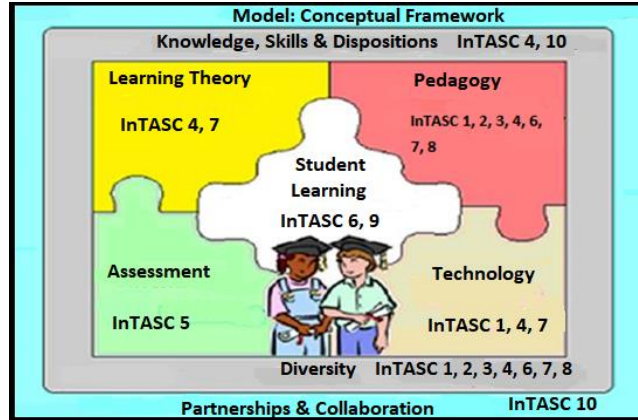 Model: Conceptual Framework
Knowledge, Skills & Dispositions InTASC 4, 10
Learning Theory
InTASC 4, 7
Pedagogy
InTASC 1, 2, 3, 4, 6,
7, 8
Student
Learning
InTASC 6, 9
Assessment
InTASC 5
Technology
InTASC 1, 4, 7
Diversity InTASC 1, 2, 3, 4, 6, 7, 8
Partnerships & Collaboration InTASC 10